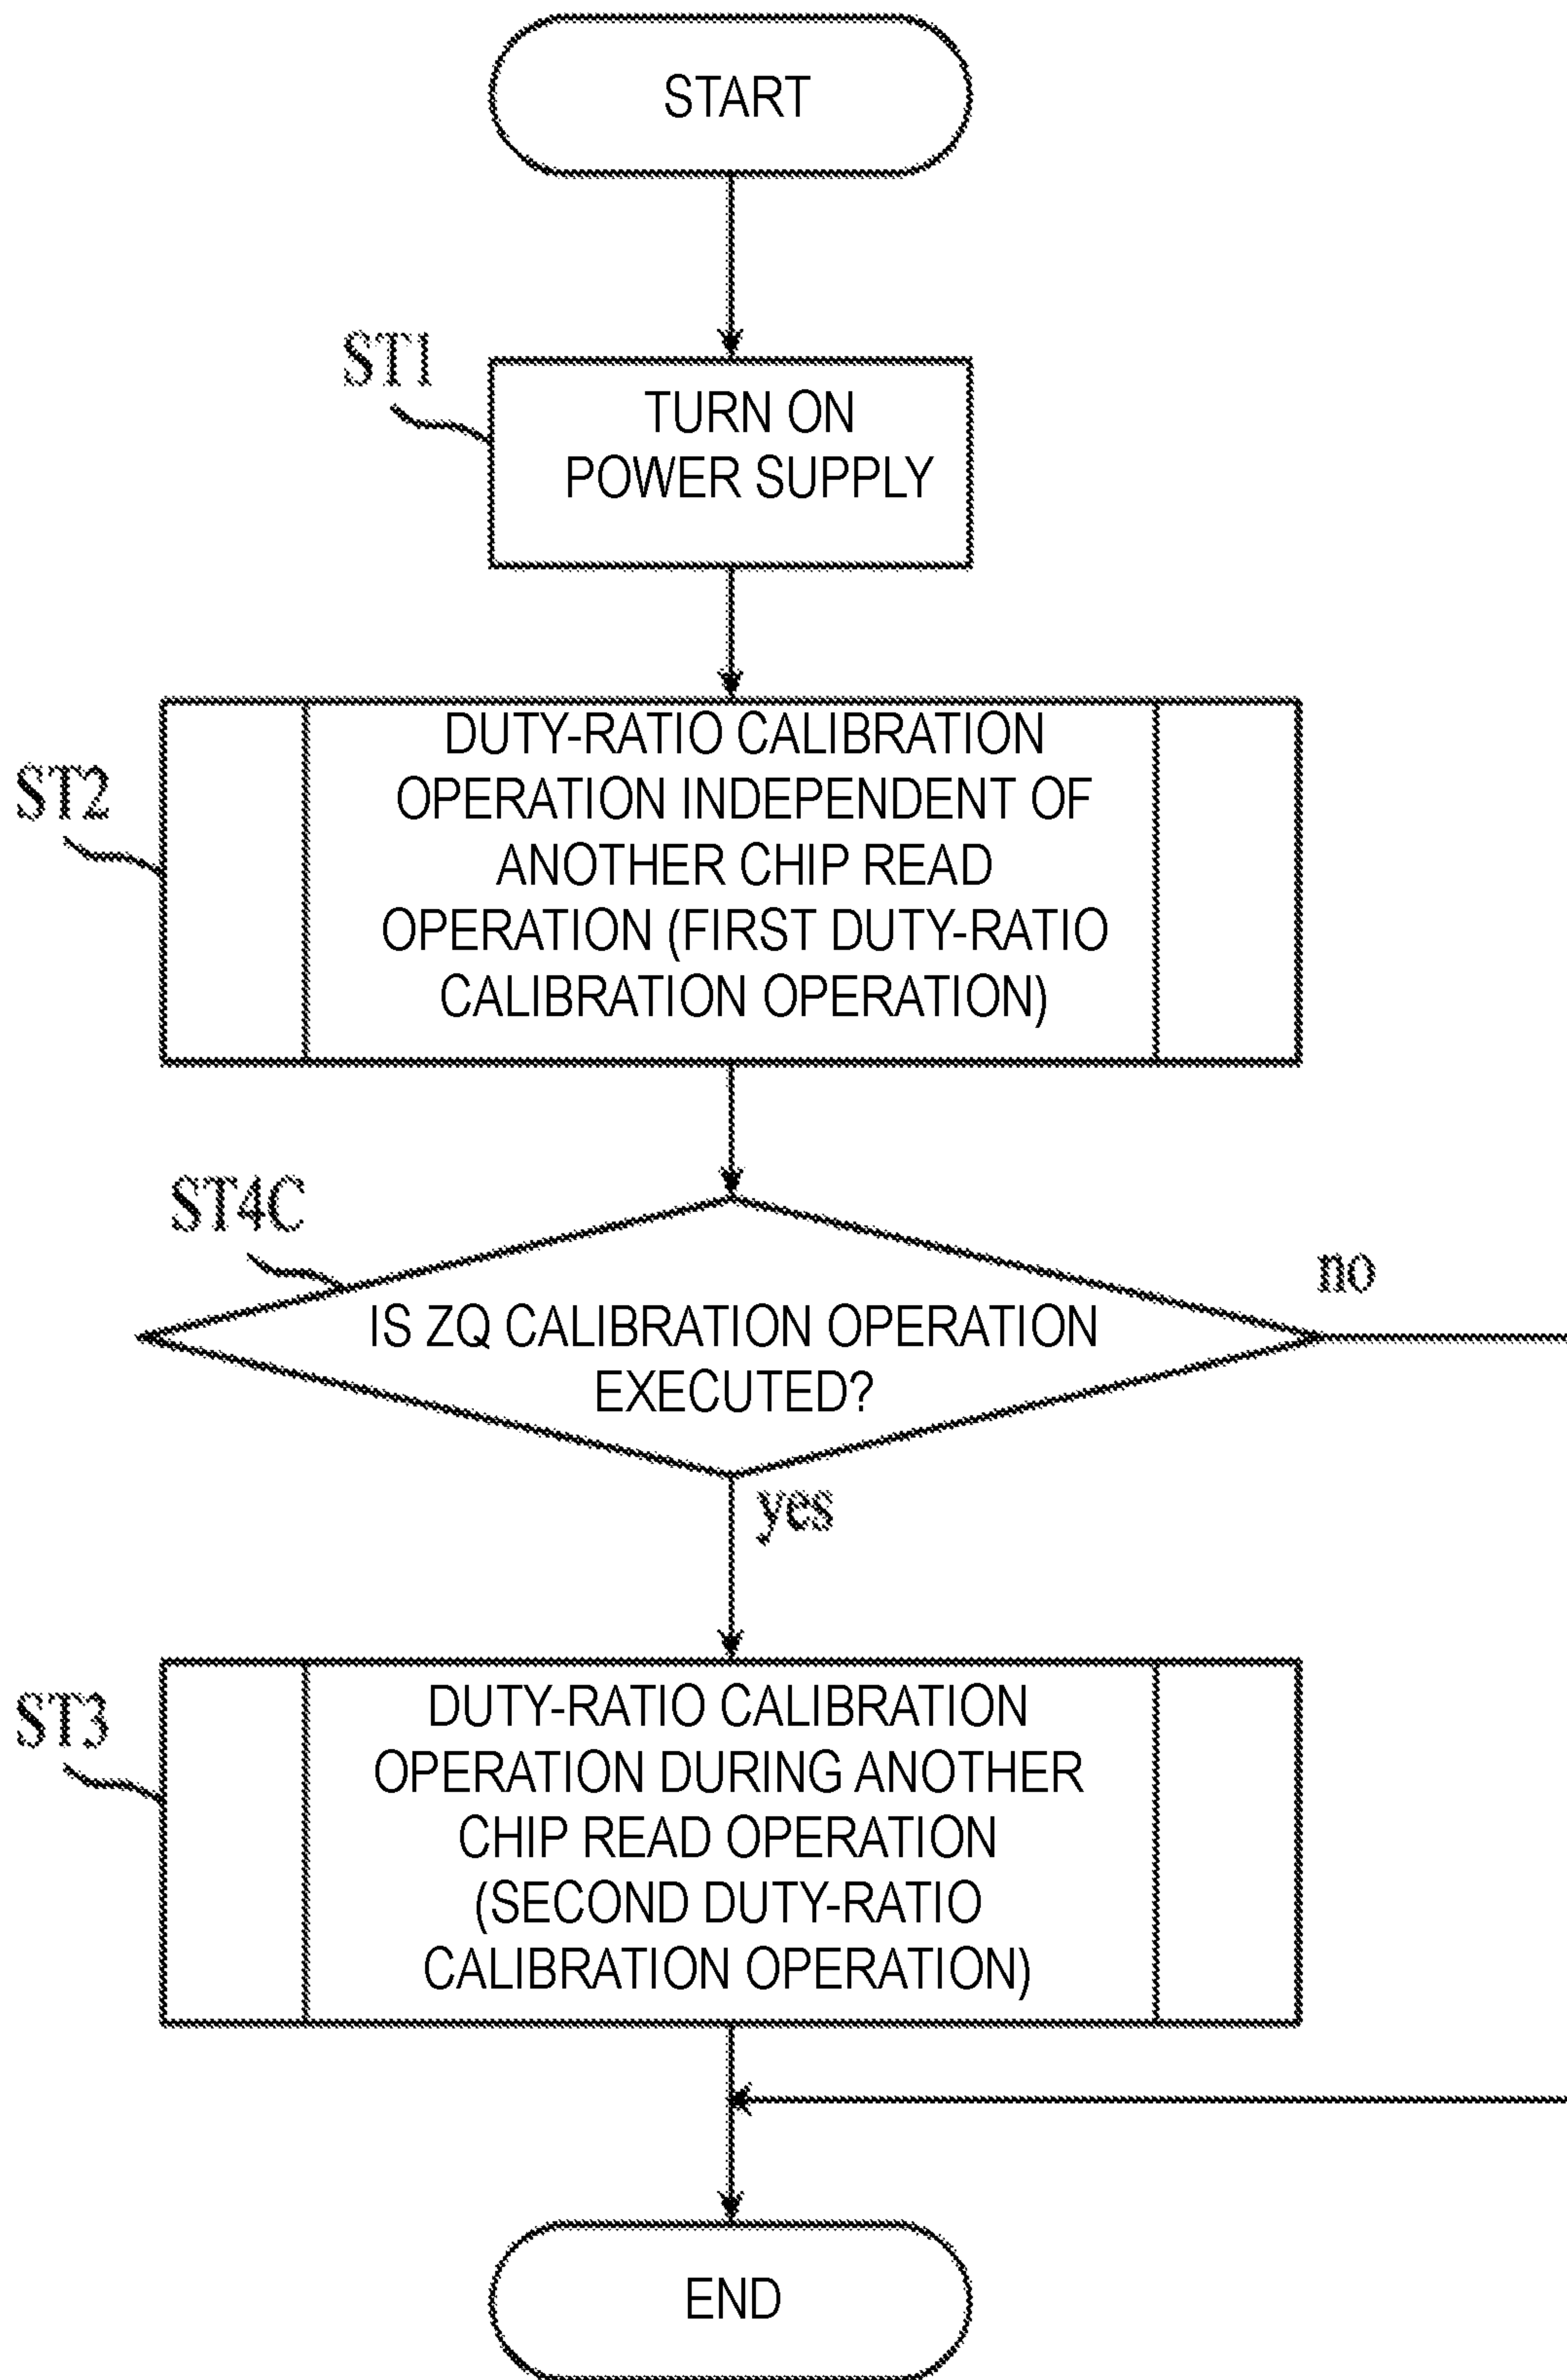 START
ST1
TURN ON
POWER SUPPLY
ST2
DUTY-RATIO CALIBRATION
OPERATION INDEPENDENT OF
ANOTHER CHIP READ
OPERATION (FIRST DUTY-RATIO
CALIBRATION OPERATION)
ST4C
IS ZQ CALIBRATION OPERATION
EXECUTED?
no
yes
ST3
DUTY-RATIO CALIBRATION
OPERATION DURING ANOTHER
CHIP READ OPERATION
(SECOND DUTY-RATIO
CALIBRATION OPERATION)
END